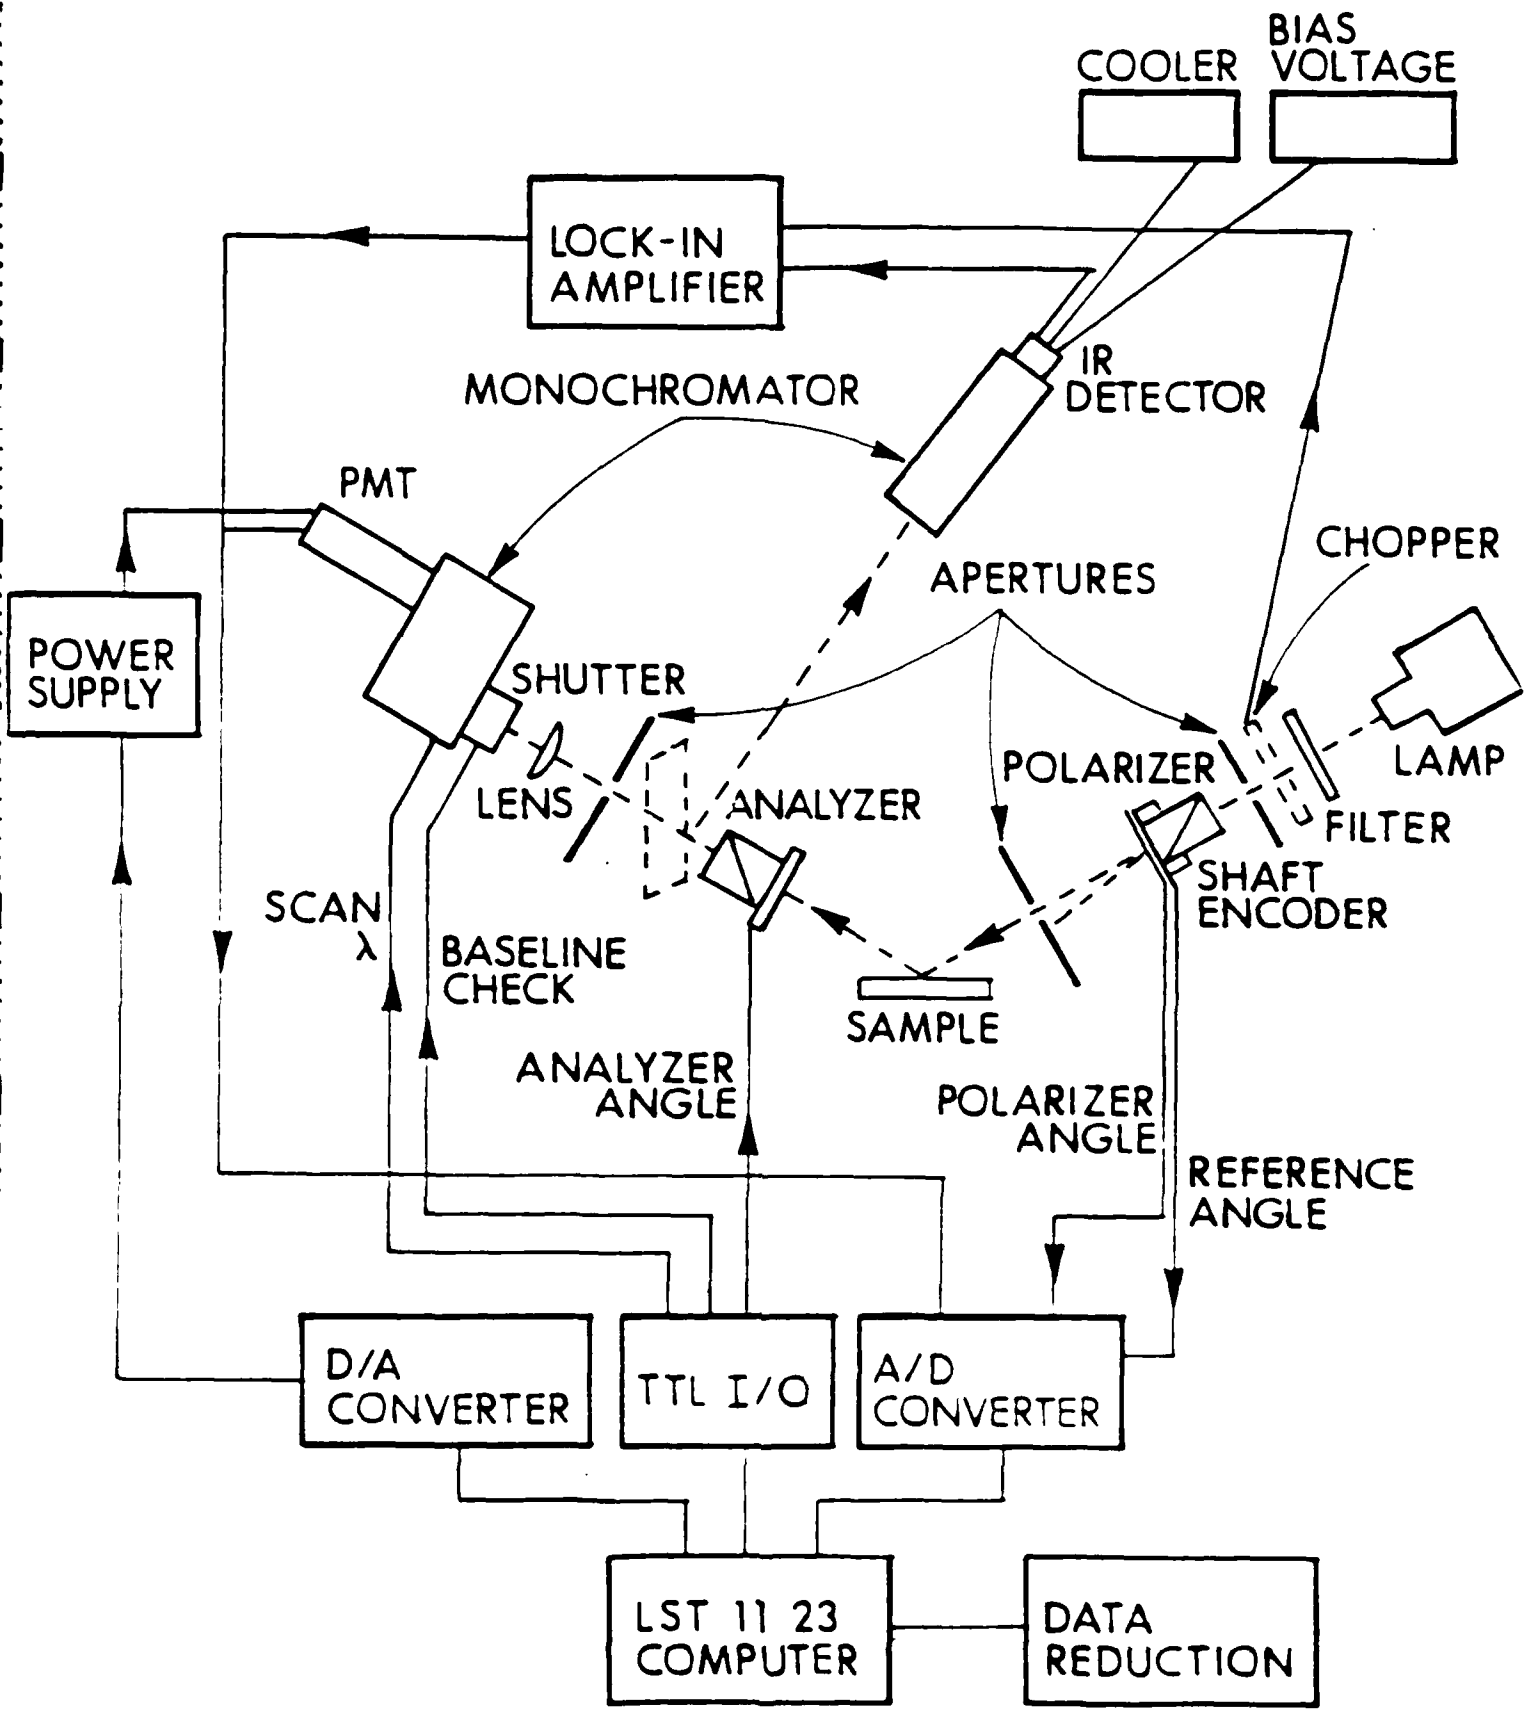 COOLER
BIAS
VOLTAGE
LOCK-IN
AMPLIFIER
IR
DETECTOR
MONOCHROMATOR
PMT
CHOPPER
APERTURES
POWER
SUPPLY
SHUTTER
LENS
ANALYZER
POLARIZER
LAMP
FILTER
SHAFT
ENCODER
SCAN
λ
BASELINE
CHECK
SAMPLE
ANALYZER
ANGLE
POLARIZER
ANGLE
REFERENCE
ANGLE
D/A
CONVERTER
TTL I/O
A/D
CONVERTER
LST 11 23
COMPUTER
DATA
REDUCTION